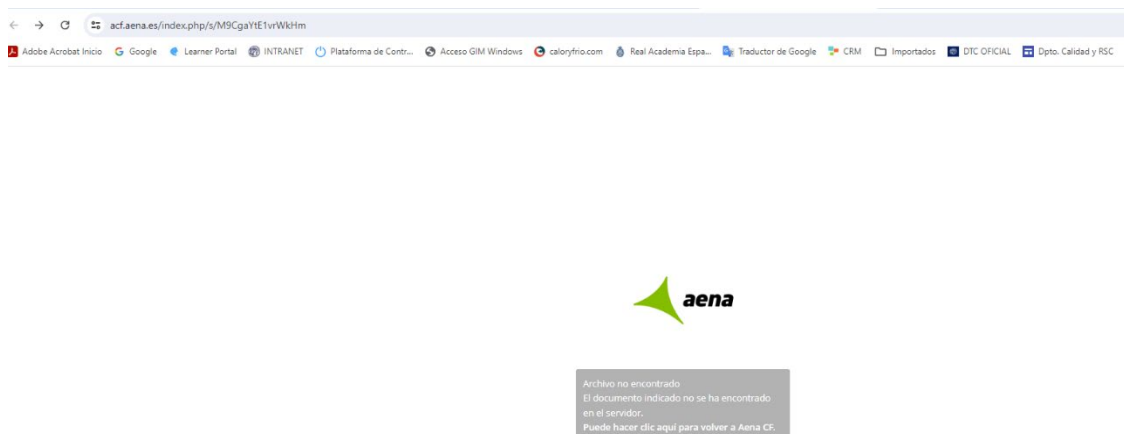 acf.aena.es/index.php/s/M9CgaYtE1vrWkHm
Adobe Acrobat Inicio Google Learner Portal INTRANET Plataforma de Contr... Acceso GIM Windows caloryfrio.com Real Academia Espa... Traductor de Google CRM Importados DTC OFICIAL Dpto. Calidad y RSC
aena
Archivo no encontrado
El documento indicado no se ha encontrado
en el servidor.
Puede hacer clic aquí para volver a Aena CF.